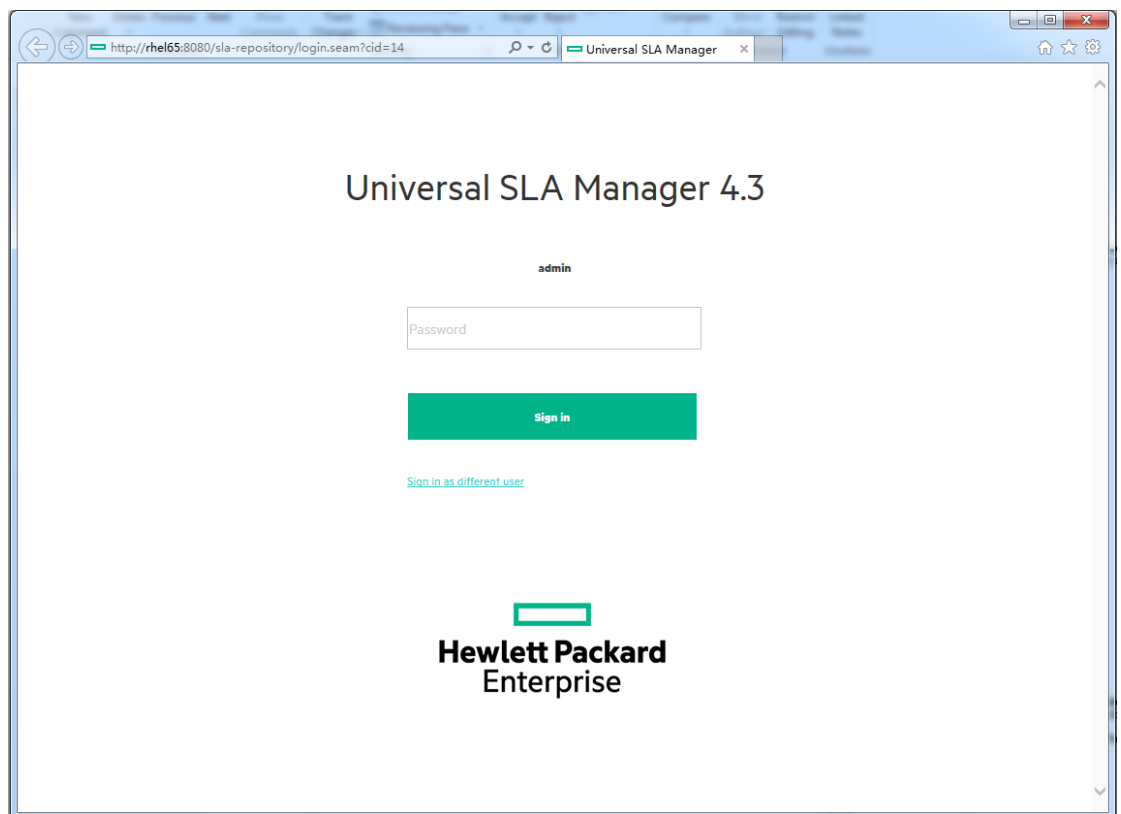 http://rhel65:8080/sla-repository/login.seam?cid=14
Universal SLA Manager
Universal SLA Manager 4.3
admin
Password
Sign in
Sign in as different user
Hewlett Packard
Enterprise